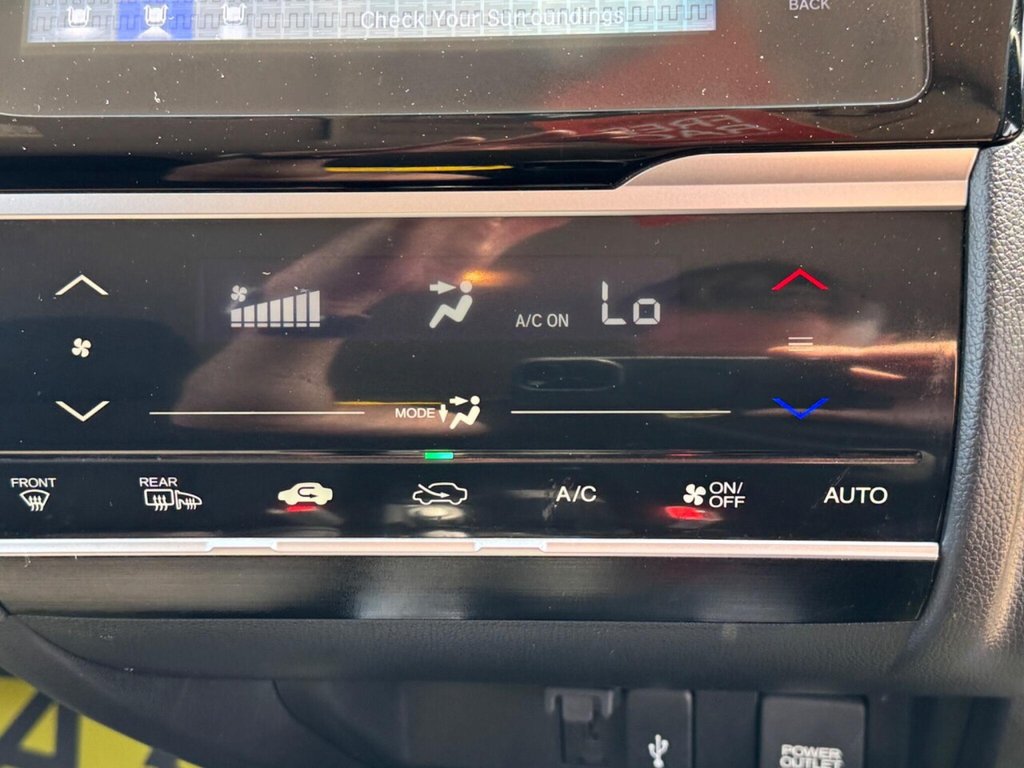 Check Your Surroundings
BACK
A/C ON
Lo
MODE
FRONT
REAR
A/C
ON/
OFF
AUTO
POWER
OUTLET